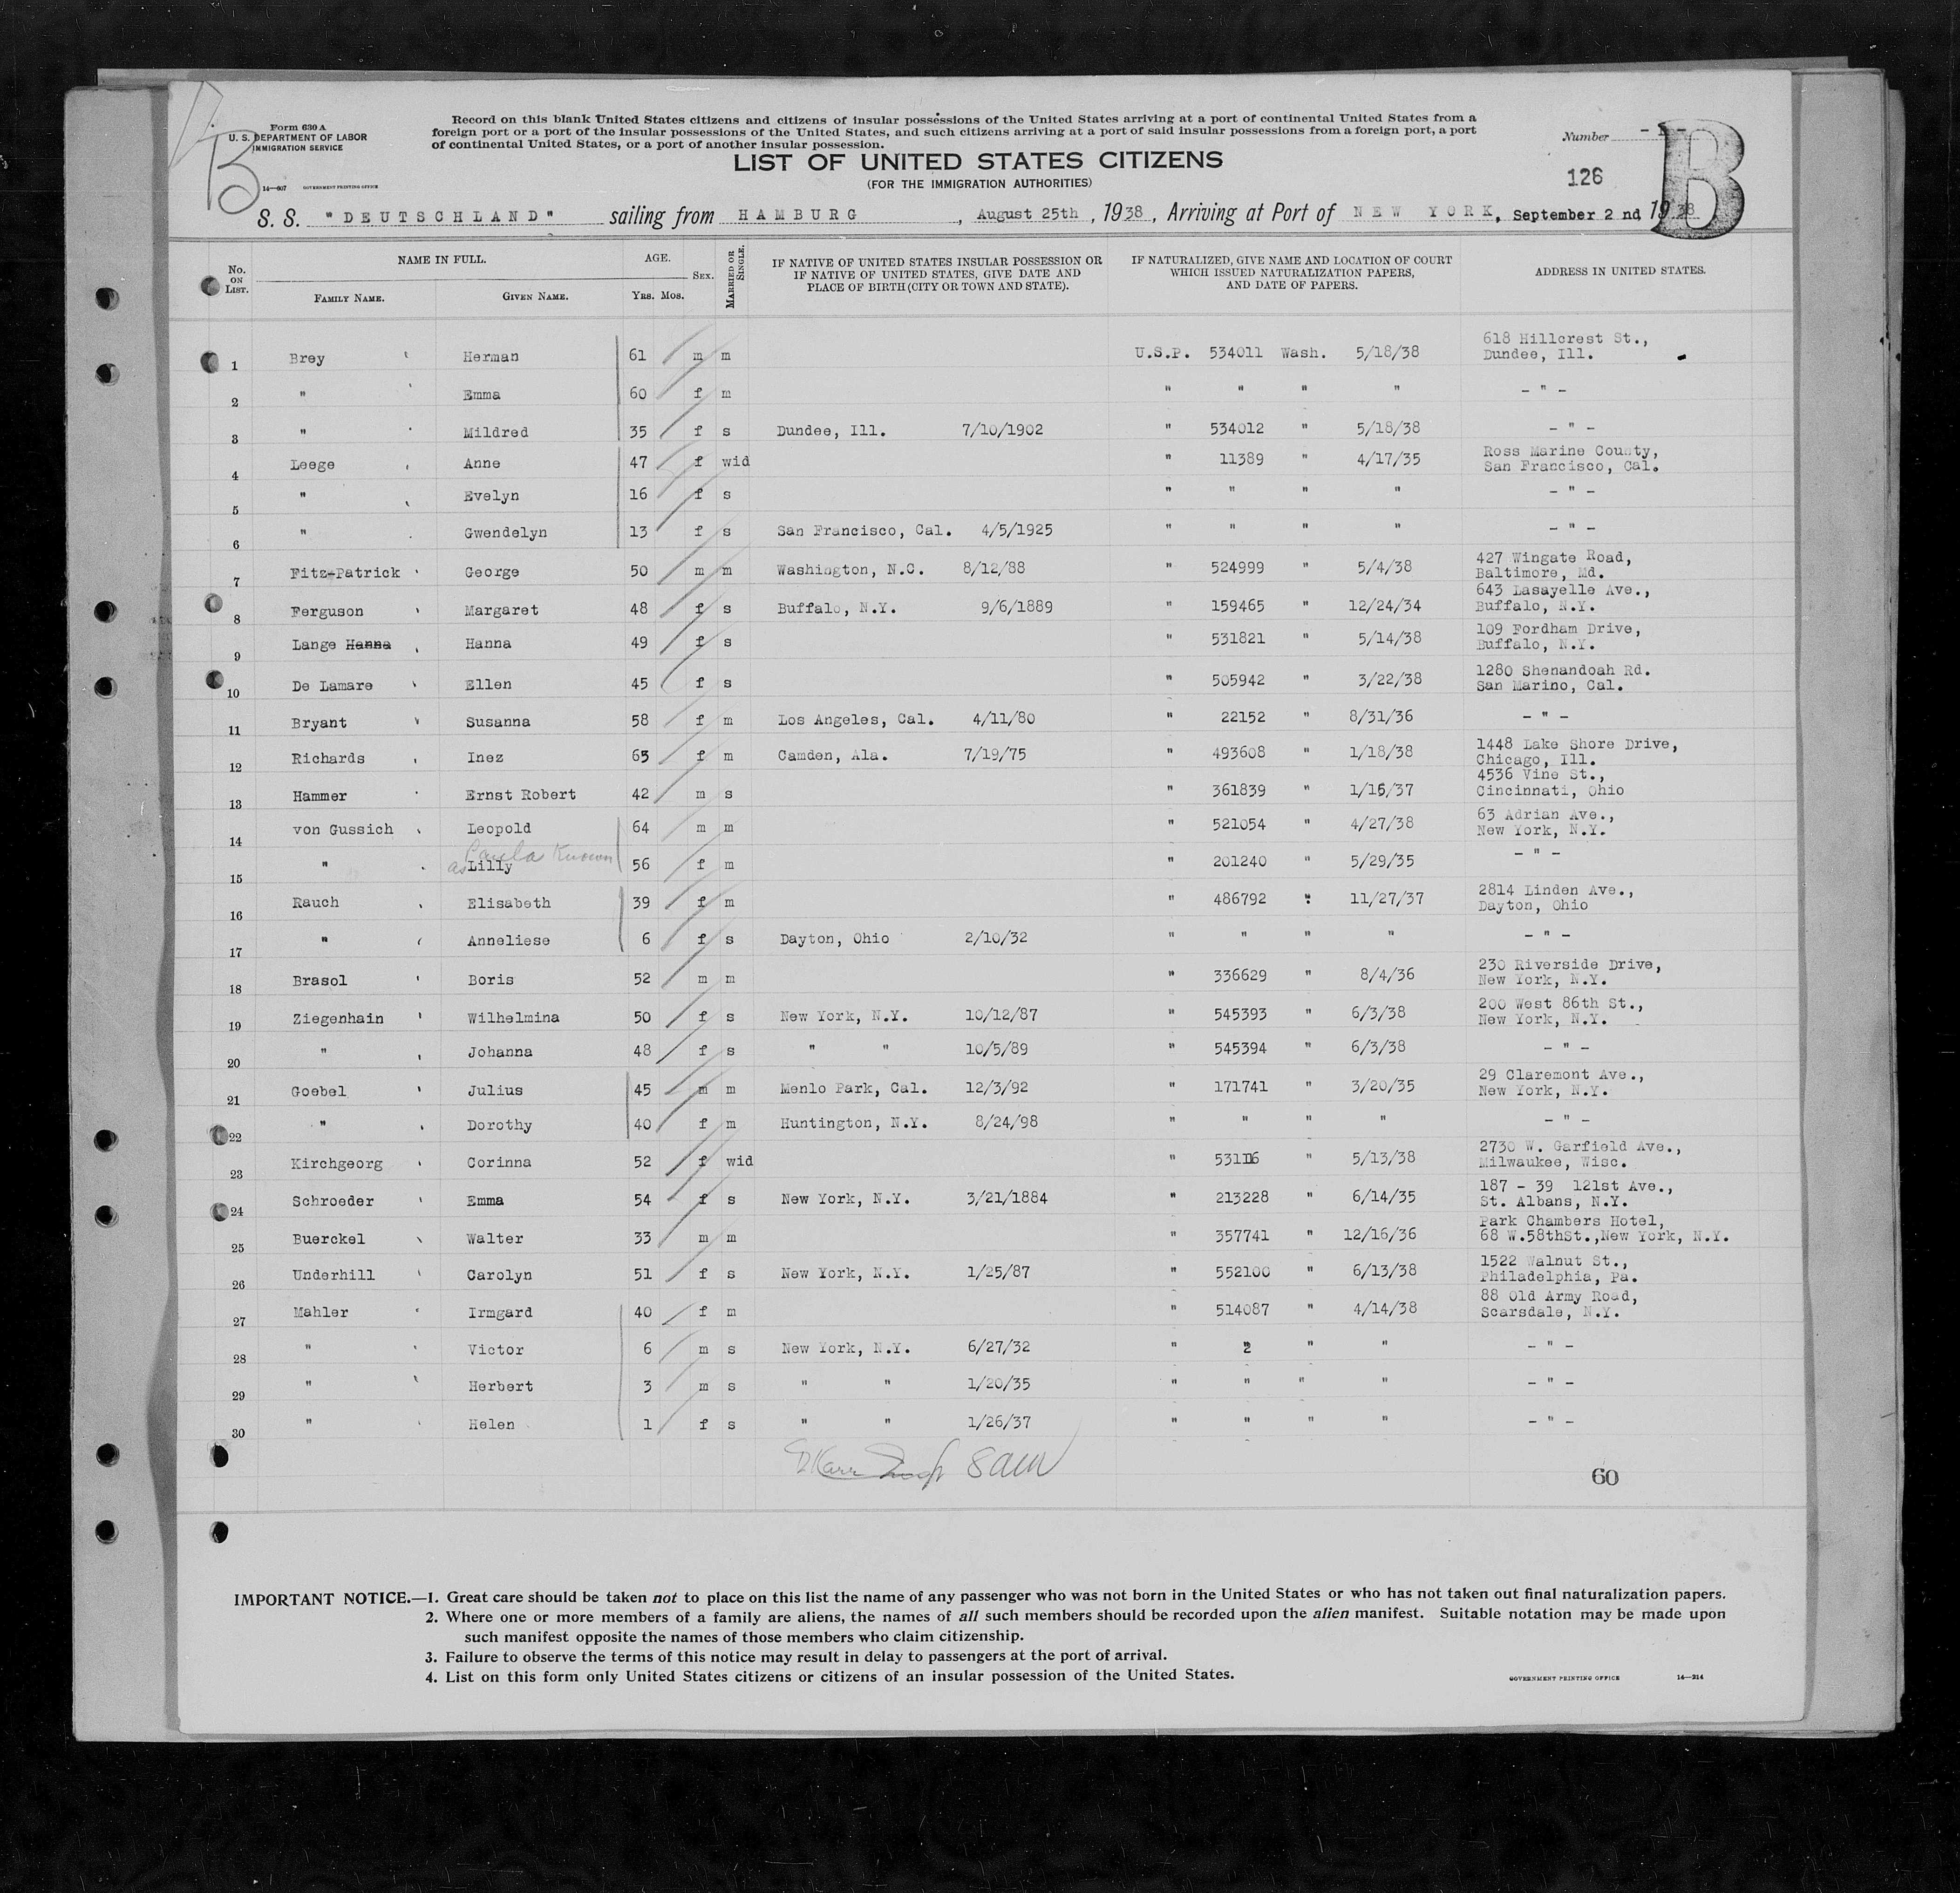 Form 630 A
U. S. DEPARTMENT OF LABOR
IMMIGRATION SERVICE
14—607 GOVERNMENT PRINTING OFFICE
B
Record on this blank United States citizens and citizens of insular possessions of the United States arriving at a port of continental United States from a
foreign port or a port of the insular possessions of the United States, and such citizens arriving at a port of said insular possessions from a foreign port, a port
of continental United States, or a port of another insular possession.
LIST OF UNITED STATES CITIZENS
(FOR THE IMMIGRATION AUTHORITIES)
Number
126
B
S. S. "DEUTSCHLAND" sailing from HAMBURG, August 25th, 1938, Arriving at Port of NEW YORK, September 2 nd 1938
No. ON LIST. NAME IN FULL. FAMILY NAME. GIVEN NAME. AGE. YRS. MOS. SEX. MARRIED OR SINGLE. IF NATIVE OF UNITED STATES INSULAR POSSESSION OR IF NATIVE OF UNITED STATES, GIVE DATE AND PLACE OF BIRTH (CITY OR TOWN AND STATE). IF NATURALIZED, GIVE NAME AND LOCATION OF COURT WHICH ISSUED NATURALIZATION PAPERS, AND DATE OF PAPERS. ADDRESS IN UNITED STATES.
1 Brey Herman 61 m m U.S.P. 534011 Wash. 5/18/38 618 Hillcrest St., Dundee, Ill.
2 " Emma 60 f m " " " " - " -
3 " Mildred 35 f s Dundee, Ill. 7/10/1902 " 534012 " 5/18/38 - " -
4 Leege Anne 47 f wid " 11389 " 4/17/35 Ross Marine County, San Francisco, Cal.
5 " Evelyn 16 f s " " " " - " -
6 " Gwendelyn 13 f s San Francisco, Cal. 4/5/1925 " " " " - " -
7 Fitz-Patrick George 50 m m Washington, N.C. 8/12/88 " 524999 " 5/4/38 427 Wingate Road, Baltimore, Md.
8 Ferguson Margaret 48 f s Buffalo, N.Y. 9/6/1889 " 159465 " 12/24/34 643 Lasayelle Ave., Buffalo, N.Y.
9 Lange Hanna Hanna 49 f s " 531821 " 5/14/38 109 Fordham Drive, Buffalo, N.Y.
10 De Lamare Ellen 45 f s " 505942 " 3/22/38 1280 Shenandoah Rd. San Marino, Cal.
11 Bryant Susanna 58 f m Los Angeles, Cal. 4/11/80 " 22152 " 8/31/36 - " -
12 Richards Inez 63 f m Camden, Ala. 7/19/75 " 493608 " 1/18/38 1448 Lake Shore Drive, Chicago, Ill.
13 Hammer Ernst Robert 42 m s " 361839 " 1/15/37 4536 Vine St., Cincinnati, Ohio
14 von Gussich Leopold 64 m m " 521054 " 4/27/38 63 Adrian Ave., New York, N.Y.
Paula Known
15 " as Lilly 56 f m " 201240 " 5/29/35 - " -
16 Rauch Elisabeth 39 f m " 486792 " 11/27/37 2814 Linden Ave., Dayton, Ohio
17 " Anneliese 6 f s Dayton, Ohio 2/10/32 " " " " - " -
18 Brasol Boris 52 m m " 336629 " 8/4/36 230 Riverside Drive, New York, N.Y.
19 Ziegenhain Wilhelmina 50 f s New York, N.Y. 10/12/87 " 545393 " 6/3/38 200 West 86th St., New York, N.Y.
20 " Johanna 48 f s " " 10/5/89 " 545394 " 6/3/38 - " -
21 Goebel Julius 45 m m Menlo Park, Cal. 12/3/92 " 171741 " 3/20/35 29 Claremont Ave., New York, N.Y.
22 " Dorothy 40 f m Huntington, N.Y. 8/24/98 " " " " - " -
23 Kirchgeorg Corinna 52 f wid " 5/13/38 2730 W. Garfield Ave., Milwaukee, Wisc.
24 Schroeder Emma 54 f s New York, N.Y. 3/21/1884 " 213228 " 6/14/35 187 - 39 121st Ave., St. Albans, N.Y.
25 Buerckel Walter 33 m m " 357741 " 12/16/36 Park Chambers Hotel, 68 W.58thSt.,New York, N.Y.
26 Underhill Carolyn 51 f s New York, N.Y. 1/25/87 " 552100 " 6/13/38 1522 Walnut St., Philadelphia, Pa.
27 Mahler Irmgard 40 f m " 514087 " 4/14/38 88 Old Army Road, Scarsdale, N.Y.
28 " Victor 6 m s New York, N.Y. 6/27/32 " " " - " -
29 " Herbert 3 m s " " 1/20/35 " " " " - " -
30 " Helen 1 f s " " 1/26/37 " " " " - " -
60
IMPORTANT NOTICE.—1. Great care should be taken not to place on this list the name of any passenger who was not born in the United States or who has not taken out final naturalization papers.
2. Where one or more members of a family are aliens, the names of all such members should be recorded upon the alien manifest. Suitable notation may be made upon
such manifest opposite the names of those members who claim citizenship.
3. Failure to observe the terms of this notice may result in delay to passengers at the port of arrival.
4. List on this form only United States citizens or citizens of an insular possession of the United States.
GOVERNMENT PRINTING OFFICE 14—214